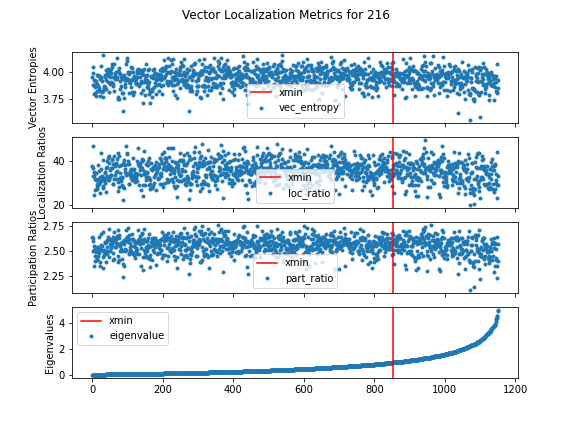 Vector Localization Metrics for 216
Vector Entropies
4.00
3.75
xmin
vec_entropy
Localization Ratios
40
20
xmin
loc_ratio
Participation Ratios
2.75
2.50
2.25
xmin
part_ratio
Eigenvalues
4
2
0
xmin
eigenvalue
0 200 400 600 800 1000 1200